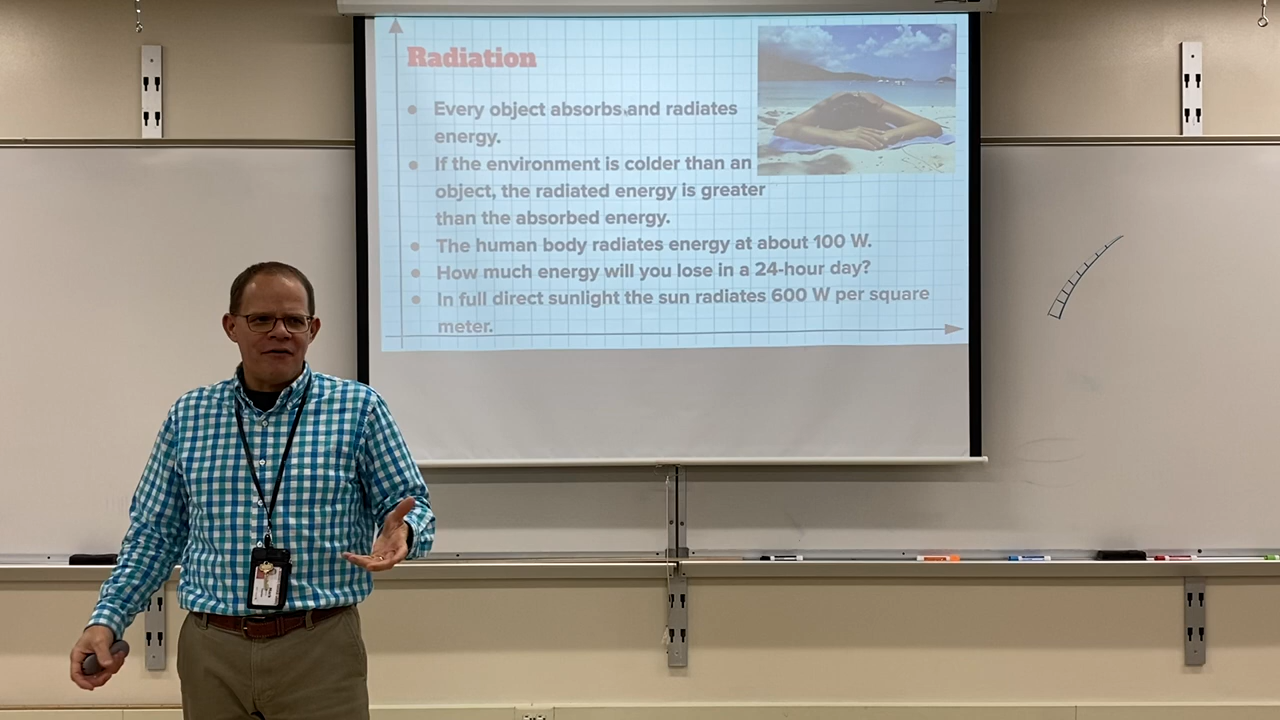 Radiation
● Every object absorbs and radiates
energy.
● If the environment is colder than an
object, the radiated energy is greater
than the absorbed energy.
● The human body radiates energy at about 100 W.
● How much energy will you lose in a 24-hour day?
● In full direct sunlight the sun radiates 600 W per square
meter.